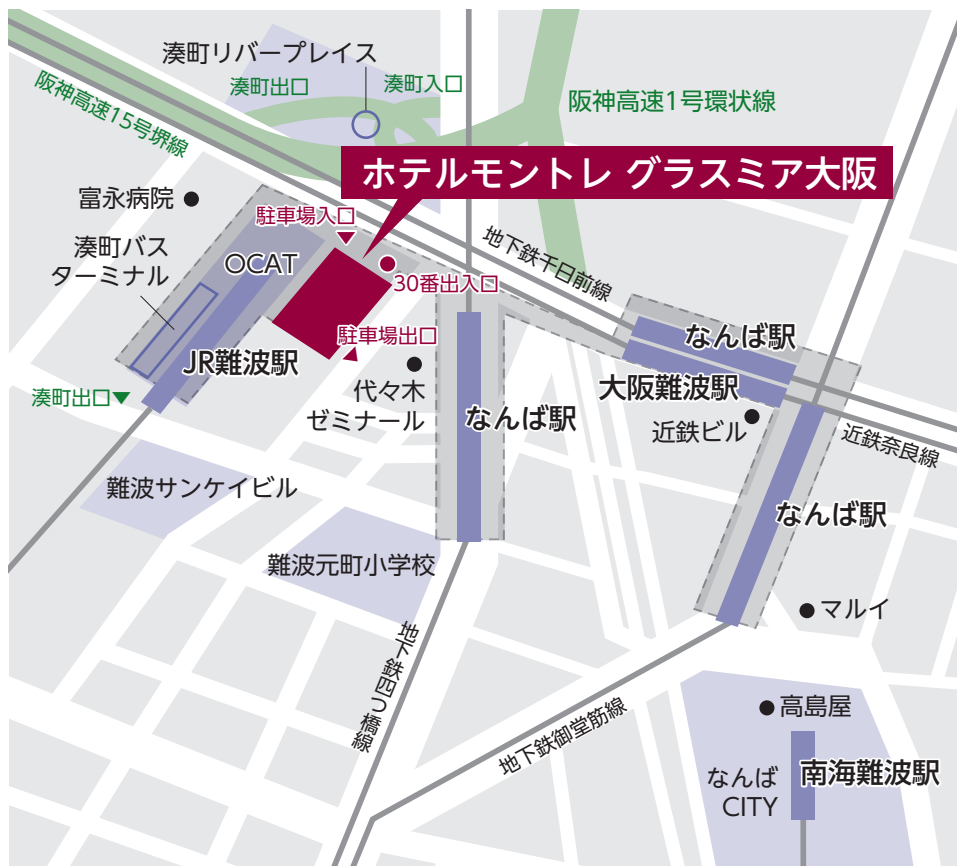 湊町リバープレイス
湊町出口
湊町入口
阪神高速1号環状線
阪神高速15号堺線
ホテルモントレ グラスミア大阪
富永病院
駐車場入口
湊町バス
ターミナル
OCAT
30番出入口
地下鉄千日前線
駐車場出口
JR難波駅
なんば駅
大阪難波駅
湊町出口
代々木
ゼミナール
なんば駅
近鉄ビル
近鉄奈良線
難波サンケイビル
なんば駅
難波元町小学校
マルイ
地下鉄四つ橋線
高島屋
地下鉄御堂筋線
なんば
CITY
南海難波駅